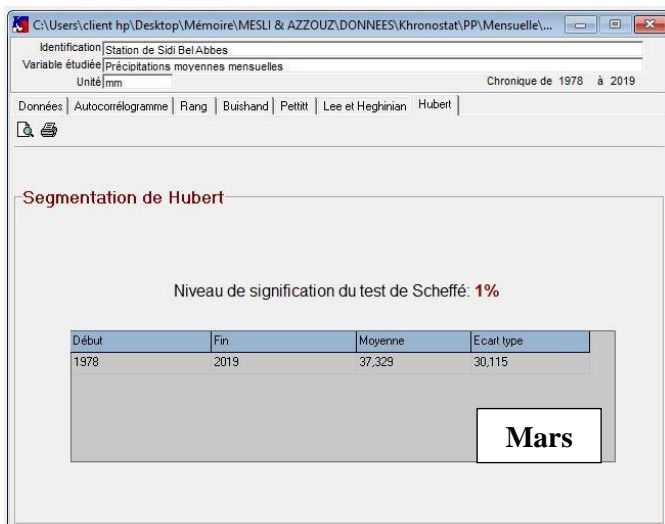 C:\Users\client hp\Desktop\Mémoire\MESLI & AZZOUZ\DONNEES\Khronostat\PP\Mensuelle\...
Identification Station de Sidi Bel Abbes
Variable étudiée Précipitations moyennes mensuelles
Unité mm Chronique de 1978 à 2019
Données Autocorrélogramme Rang Buishand Pettitt Lee et Heghinian Hubert
Segmentation de Hubert
Niveau de signification du test de Scheffé: 1%
Début Fin Moyenne Ecart type
1978 2019 37,329 30,115
Mars